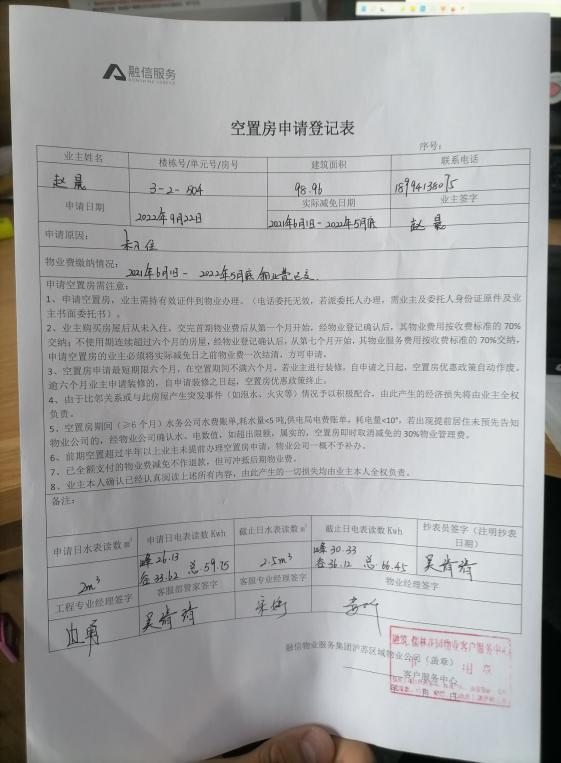 融信服务
空置房申请登记表
序号：
业主姓名 楼栋号/单元号/房号 建筑面积 联系电话
赵晨 3-2-504 98.96 18994138075
申请日期 2022年9月22日 实际减免日期 业主签字
2021年6月1日-2022年5月底 赵晨
申请原因： 未入住
物业费缴纳情况： 2021年6月1日- 2022年5月底 物业费已交
申请空置房需注意：
1、申请空置房，业主需持有效证件到物业办理。（电话委托无效，若派委托人办理，需业主及委托人身份证原件及业
主书面委托书）。
2、业主购买房屋后从未入住，交完首期物业费后从第一个月开始，经物业登记确认后，其物业费用按收费标准的 70%
交纳；不使用期连续超过六个月的房屋，经物业登记确认后，从第七个月开始，其物业服务费用按收费标准的 70%交纳，
申请空置房的业主必须将实际减免日之前物业费一次结清，方可申请。
3、空置房申请最短期限六个月，在空置期间不满六个月，若业主进行装修，自申请之日起，空置房优惠政策自动作废。
逾六个月业主申请装修的，自申请装修之日起，空置房优惠政策终止。
4、由于比邻关系或与此房屋产生突发事件（如泡水、火灾等）情况予以积极配合，由此产生的经济损失将由业主全权
负责。
5、空置房期间（≥6 个月）水务公司水费账单,耗水量<5 吨,供电局电费账单，耗电量<10°，若出现提前居住未预先告知
物业公司的，经物业公司确认水、电数值，如超出限额，属实的，空置房即时取消减免的 30%物业管理费。
6、前期空置超过半年以上业主未提前办理空置房申请，物业公司一概不予补办。
7、已全额支付的物业费减免不作退款，但可冲抵后期物业费。
8、业主本人确认已经认真阅读上述所有内容，由此产生的一切损失均由业主本人全权负责。
备注：
申请日水表读数 m³ 申请日电表读数 Kwh 截止日水表读数 m³ 截止日电表读数 Kwh 抄表员签字（注明抄表
日期）
2m³ 峰26.13 2.5m³ 峰30.33 吴琦琦
谷33.62 总59.75 谷36.12 总66.45
工程专业经理签字 客服部管家签字 客服专业经理签字 物业经理签字
吴琦琦
融信物业服务集团沪苏区域物业公司（盖章）
客户服务中心
年 月 日